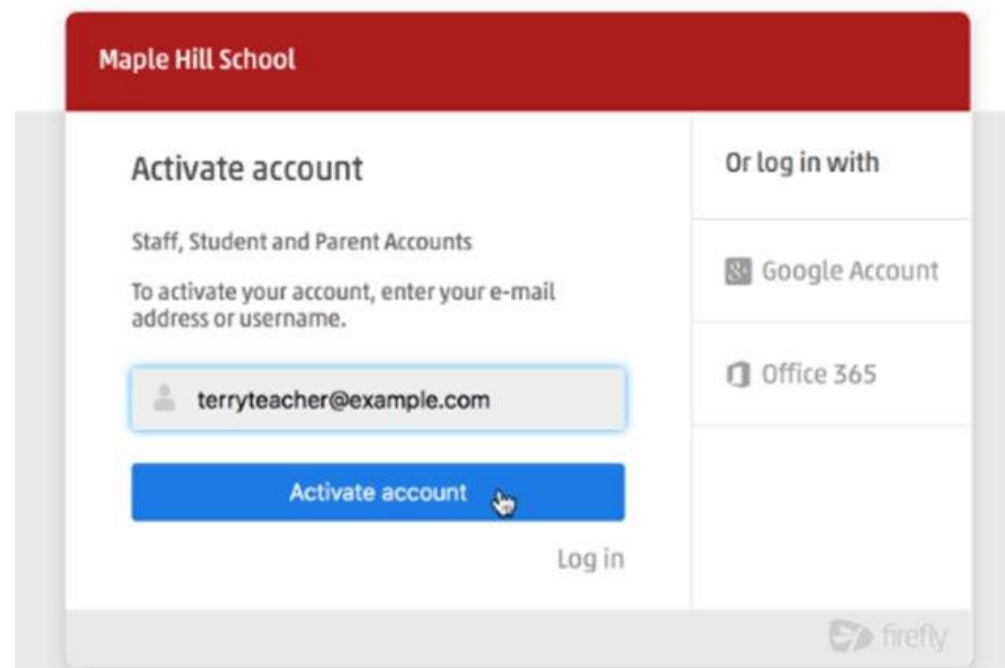 Maple Hill School
Activate account
Staff, Student and Parent Accounts
To activate your account, enter your e-mail
address or username.
terryteacher@example.com
Activate account
Log in
Or log in with
Google Account
Office 365
firefly